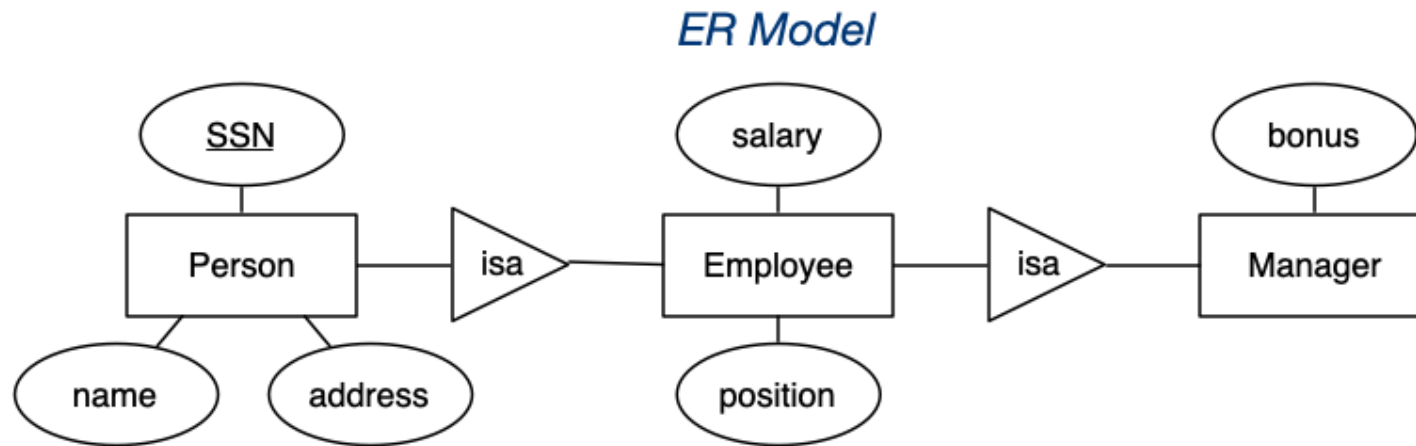 ER Model
SSN
salary
bonus
Person
isa
Employee
isa
Manager
name
address
position